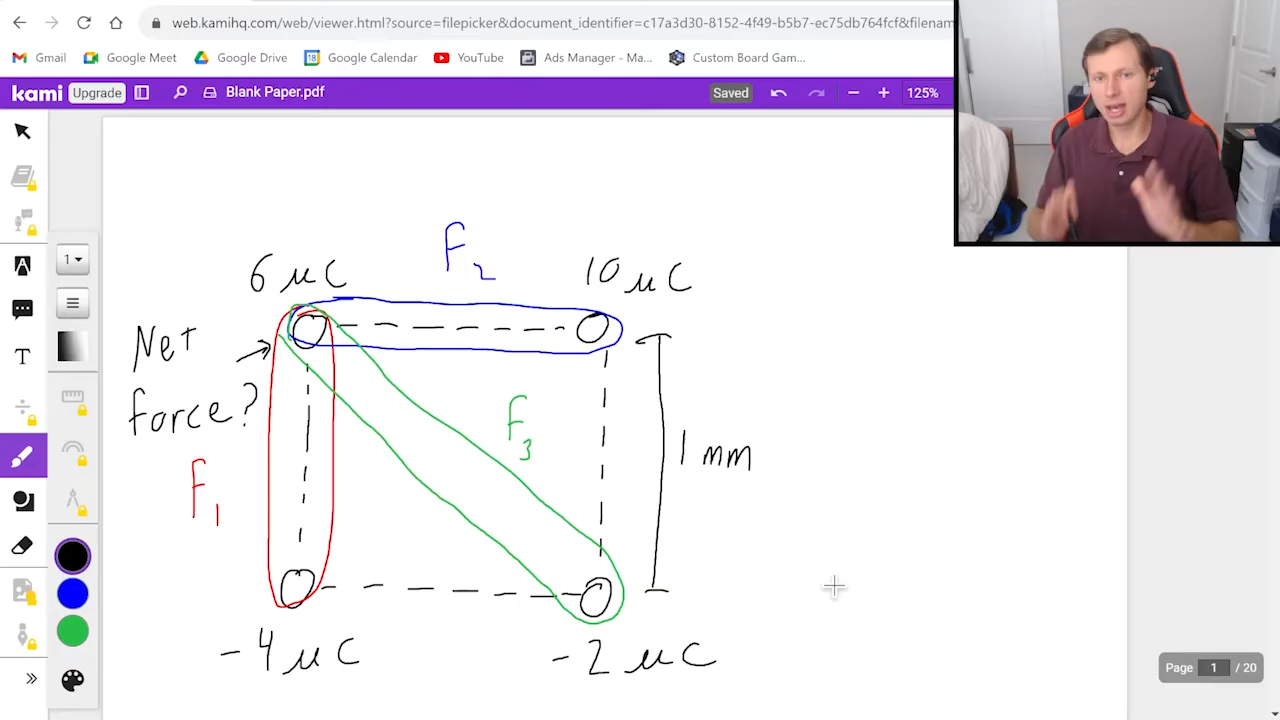 web.kamihq.com/web/viewer.html?source=filepicker&document_identifier=c17a3d30-8152-4f49-b5b7-ec75db764fcf&filenam
Gmail Google Meet Google Drive 18 Google Calendar YouTube Ads Manager - Ma... Custom Board Gam...
kami Upgrade Blank Paper.pdf Saved 125%
1
T
F2
6 μC 10 μC
Net
force?
F3
F1
1 mm
-4 μC -2 μC
Page 1 / 20